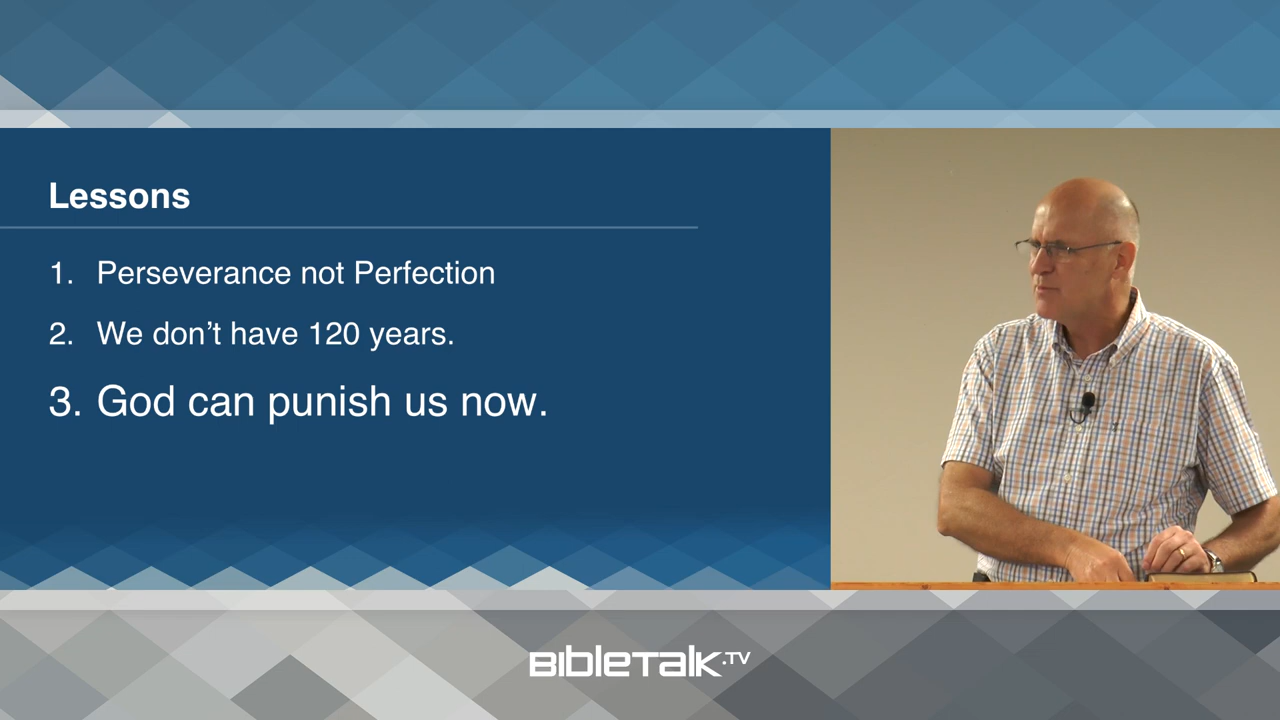 Lessons
1. Perseverance not Perfection
2. We don't have 120 years.
3. God can punish us now.
BIBLETALK.TV